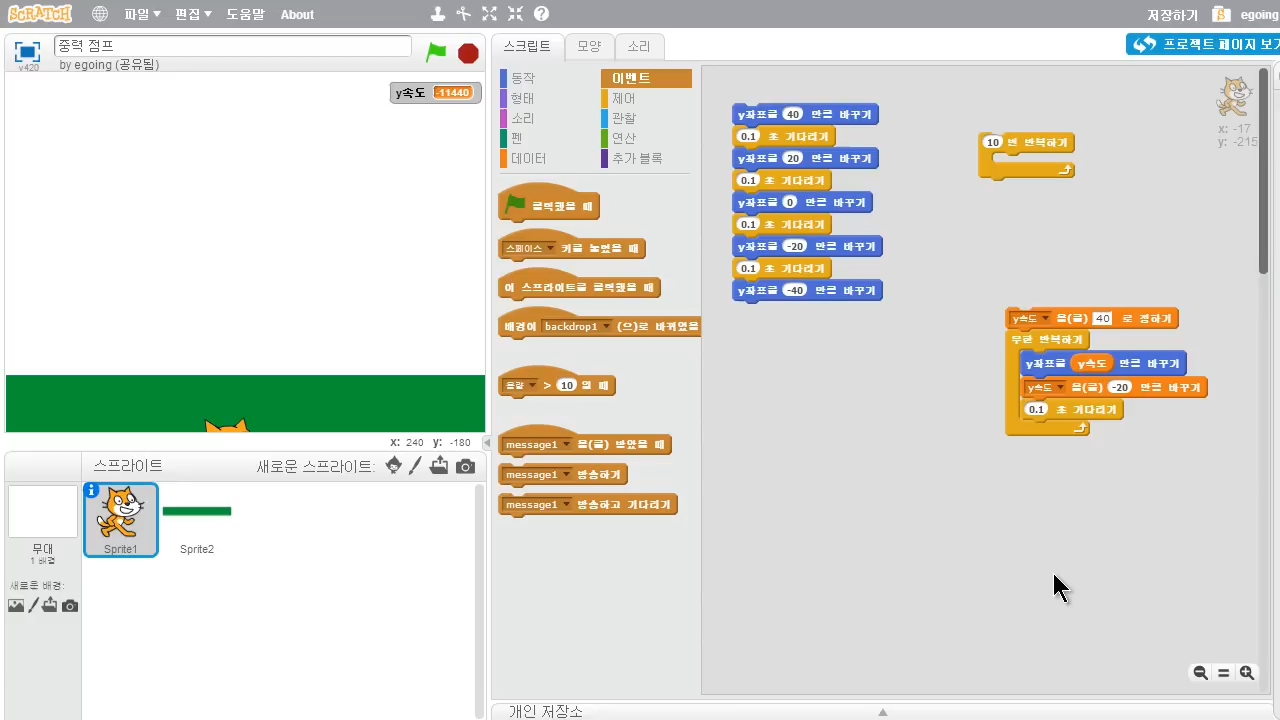 SCRATCH 파일 편집 도움말 About 저장하기 egoing
v420 중력 점프
by egoing (공유됨)
스크립트 모양 소리 프로젝트 페이지 보기
y속도 -11440
동작 이벤트
형태 제어
소리 관찰
펜 연산
데이터 추가 블록
클릭했을 때
스페이스 키를 눌렀을 때
이 스프라이트를 클릭했을 때
배경이 backdrop1 (으)로 바뀌었을
음량 > 10 일 때
message1 을(를) 받았을 때
message1 방송하기
message1 방송하고 기다리기
y좌표를 40 만큼 바꾸기
0.1 초 기다리기
y좌표를 20 만큼 바꾸기
0.1 초 기다리기
y좌표를 0 만큼 바꾸기
0.1 초 기다리기
y좌표를 -20 만큼 바꾸기
0.1 초 기다리기
y좌표를 -40 만큼 바꾸기
10 번 반복하기
y속도 을(를) 40 로 정하기
무한 반복하기
y좌표를 y속도 만큼 바꾸기
y속도 을(를) -20 만큼 바꾸기
0.1 초 기다리기
x: -17
y: -215
x: 240 y: -180
스프라이트 새로운 스프라이트:
무대
1 배경
새로운 배경:
Sprite1
Sprite2
개인 저장소